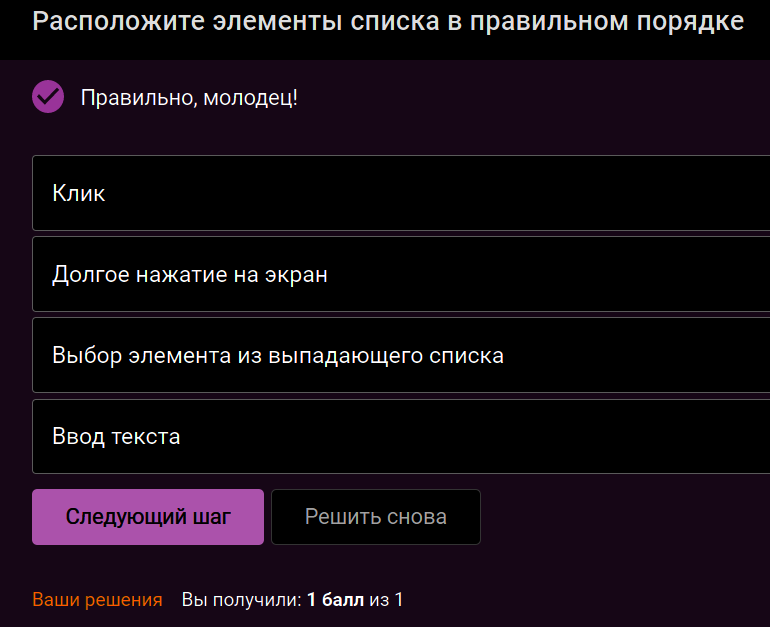 Расположите элементы списка в правильном порядке
Правильно, молодец!
Клик
Долгое нажатие на экран
Выбор элемента из выпадающего списка
Ввод текста
Следующий шаг Решить снова
Ваши решения Вы получили: 1 балл из 1